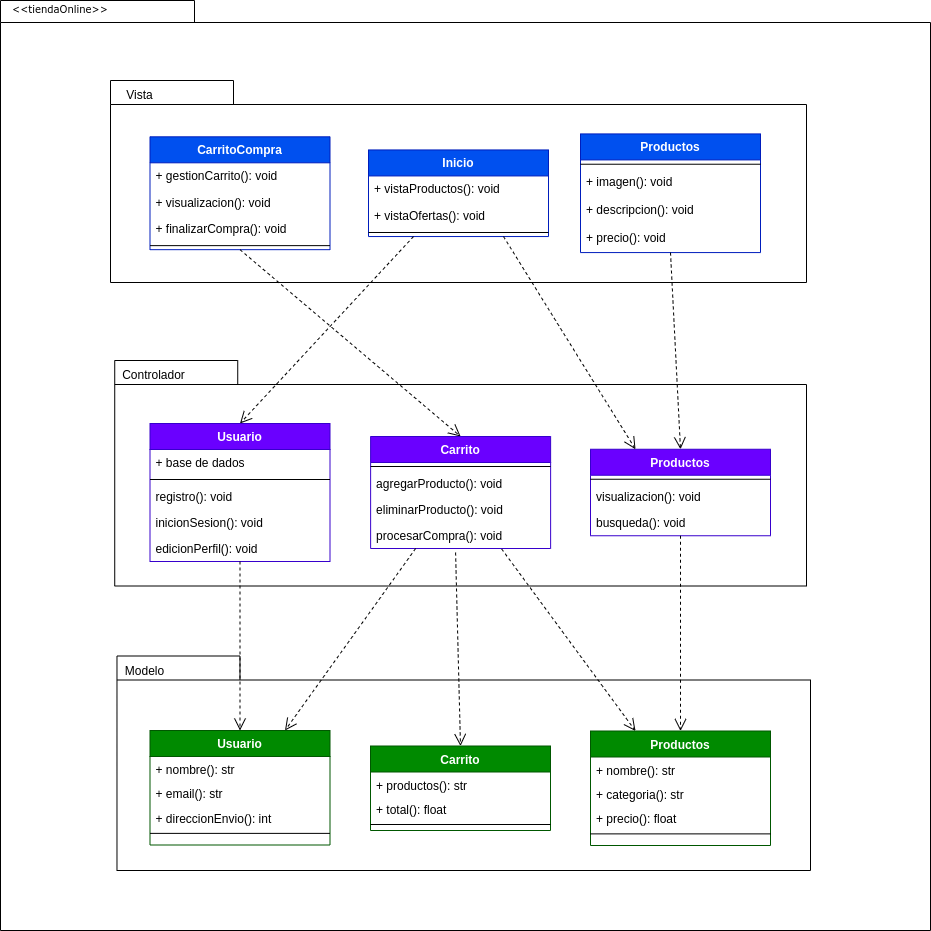 <<tiendaOnline>>
Vista
CarritoCompra
+ gestionCarrito(): void
+ visualizacion(): void
+ finalizarCompra(): void
Inicio
+ vistaProductos(): void
+ vistaOfertas(): void
Productos
+ imagen(): void
+ descripcion(): void
+ precio(): void
Controlador
Usuario
+ base de dados
registro(): void
inicionSesion(): void
edicionPerfil(): void
Carrito
agregarProducto(): void
eliminarProducto(): void
procesarCompra(): void
Productos
visualizacion(): void
busqueda(): void
Modelo
Usuario
+ nombre(): str
+ email(): str
+ direccionEnvio(): int
Carrito
+ productos(): str
+ total(): float
Productos
+ nombre(): str
+ categoria(): str
+ precio(): float